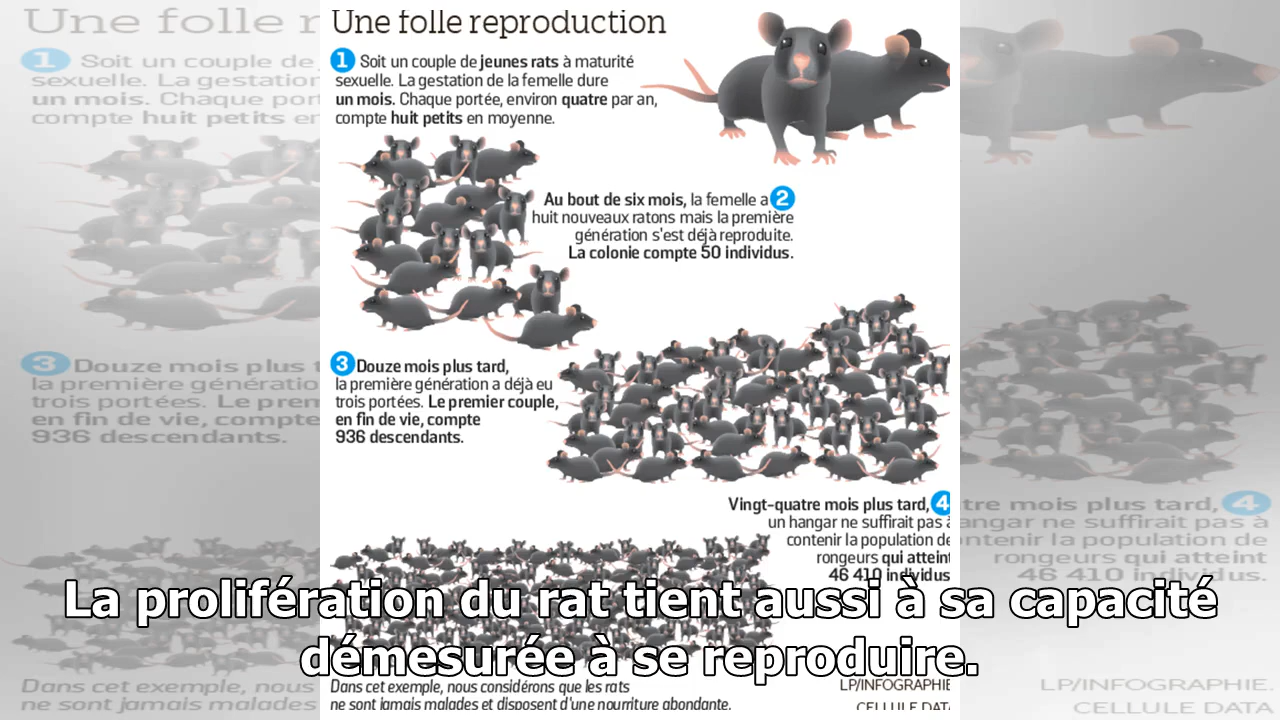 Une folle reproduction
1 Soit un couple de jeunes rats à maturité
sexuelle. La gestation de la femelle dure
un mois. Chaque portée, environ quatre par an,
compte huit petits en moyenne.
Au bout de six mois, la femelle a 2
huit nouveaux ratons mais la première
génération s'est déjà reproduite.
La colonie compte 50 individus.
3 Douze mois plus tard,
la première génération a déjà eu
trois portées. Le premier couple,
en fin de vie, compte
936 descendants.
Vingt-quatre mois plus tard, 4
un hangar ne suffirait pas à
contenir la population de
rongeurs qui atteint
46 410 individus.
La prolifération du rat tient aussi à sa capacité
démesurée à se reproduire.
Dans cet exemple, nous considérons que les rats
ne sont jamais malades et disposent d'une nourriture abondante.
LP/INFOGRAPHIE.
CELLULE DATA